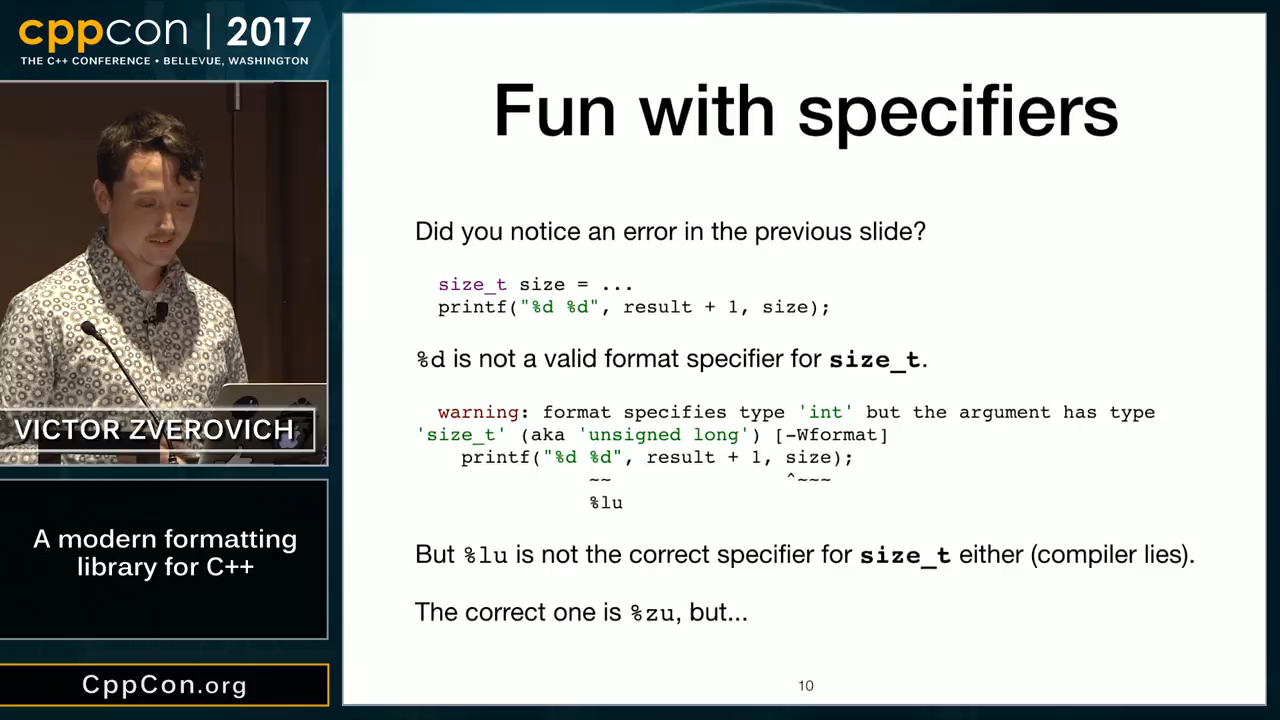 cppcon | 2017
THE C++ CONFERENCE • BELLEVUE, WASHINGTON
VICTOR ZVEROVICH
A modern formatting
library for C++
CppCon.org
Fun with specifiers
Did you notice an error in the previous slide?
size_t size = ...
printf("%d %d", result + 1, size);
%d is not a valid format specifier for size_t.
warning: format specifies type 'int' but the argument has type
'size_t' (aka 'unsigned long') [-Wformat]
printf("%d %d", result + 1, size);
~~ ^~~~
%lu
But %lu is not the correct specifier for size_t either (compiler lies).
The correct one is %zu, but...
10